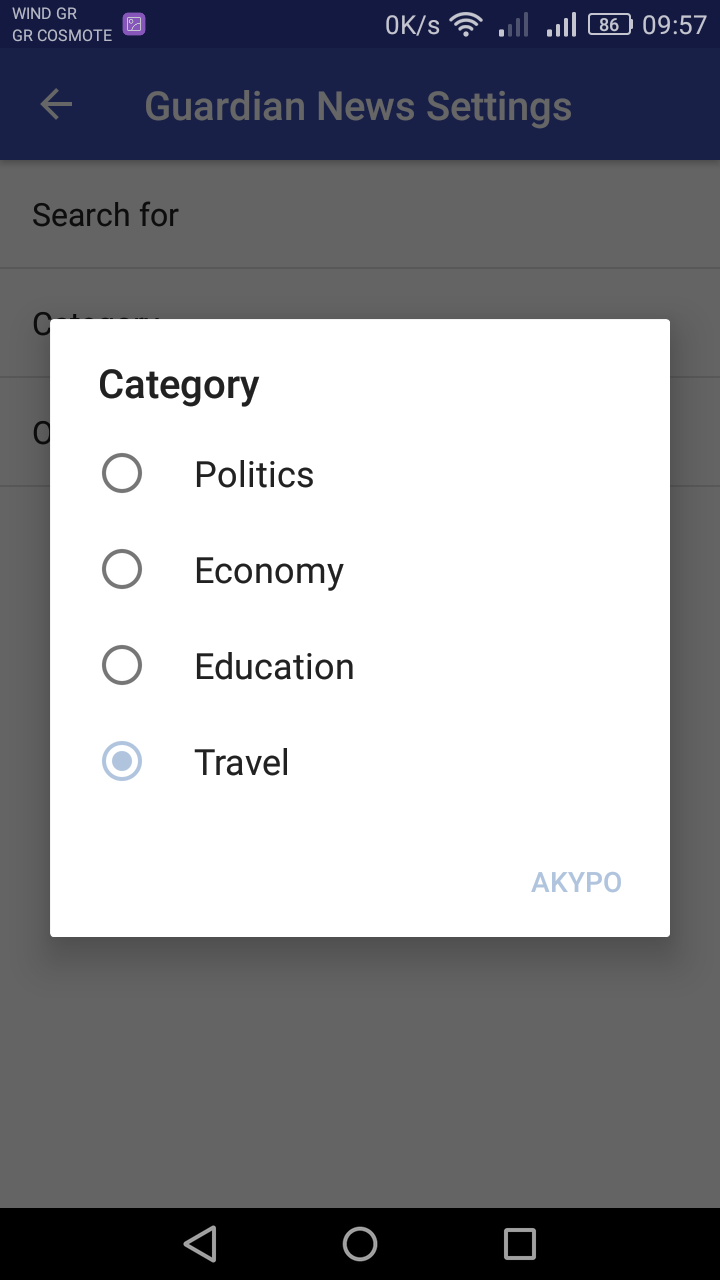 WIND GR
GR COSMOTE
0K/s
86
09:57
Guardian News Settings
Search for
Category
Category
Politics
Economy
Education
Travel
ΑΚΥΡΟ